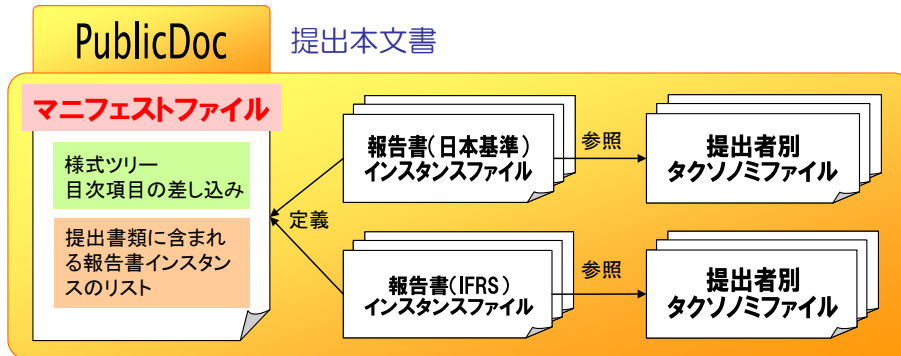 PublicDoc
提出本文書
マニフェストファイル
様式ツリー
目次項目の差し込み
提出書類に含まれ
る報告書インスタン
スのリスト
定義
報告書(日本基準)
インスタンスファイル
参照
提出者別
タクソノミファイル
報告書(IFRS)
インスタンスファイル
参照
提出者別
タクソノミファイル